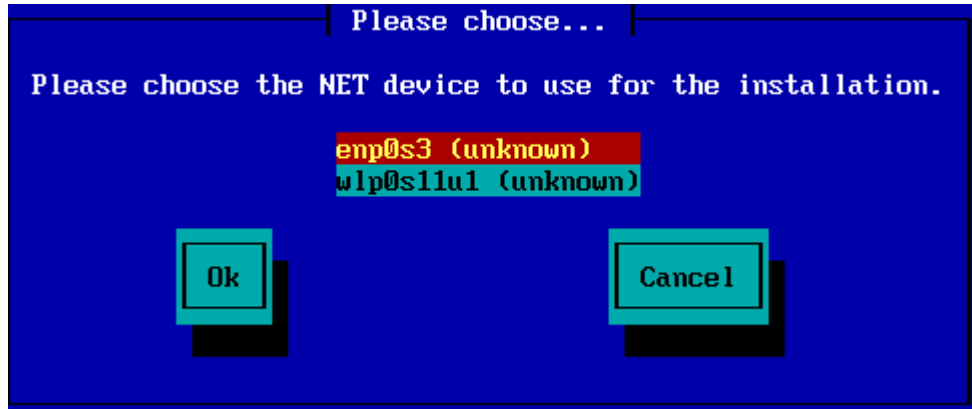 Please choose...
Please choose the NET device to use for the installation.
enp0s3 (unknown)
wlp0s11u1 (unknown)
Ok
Cancel